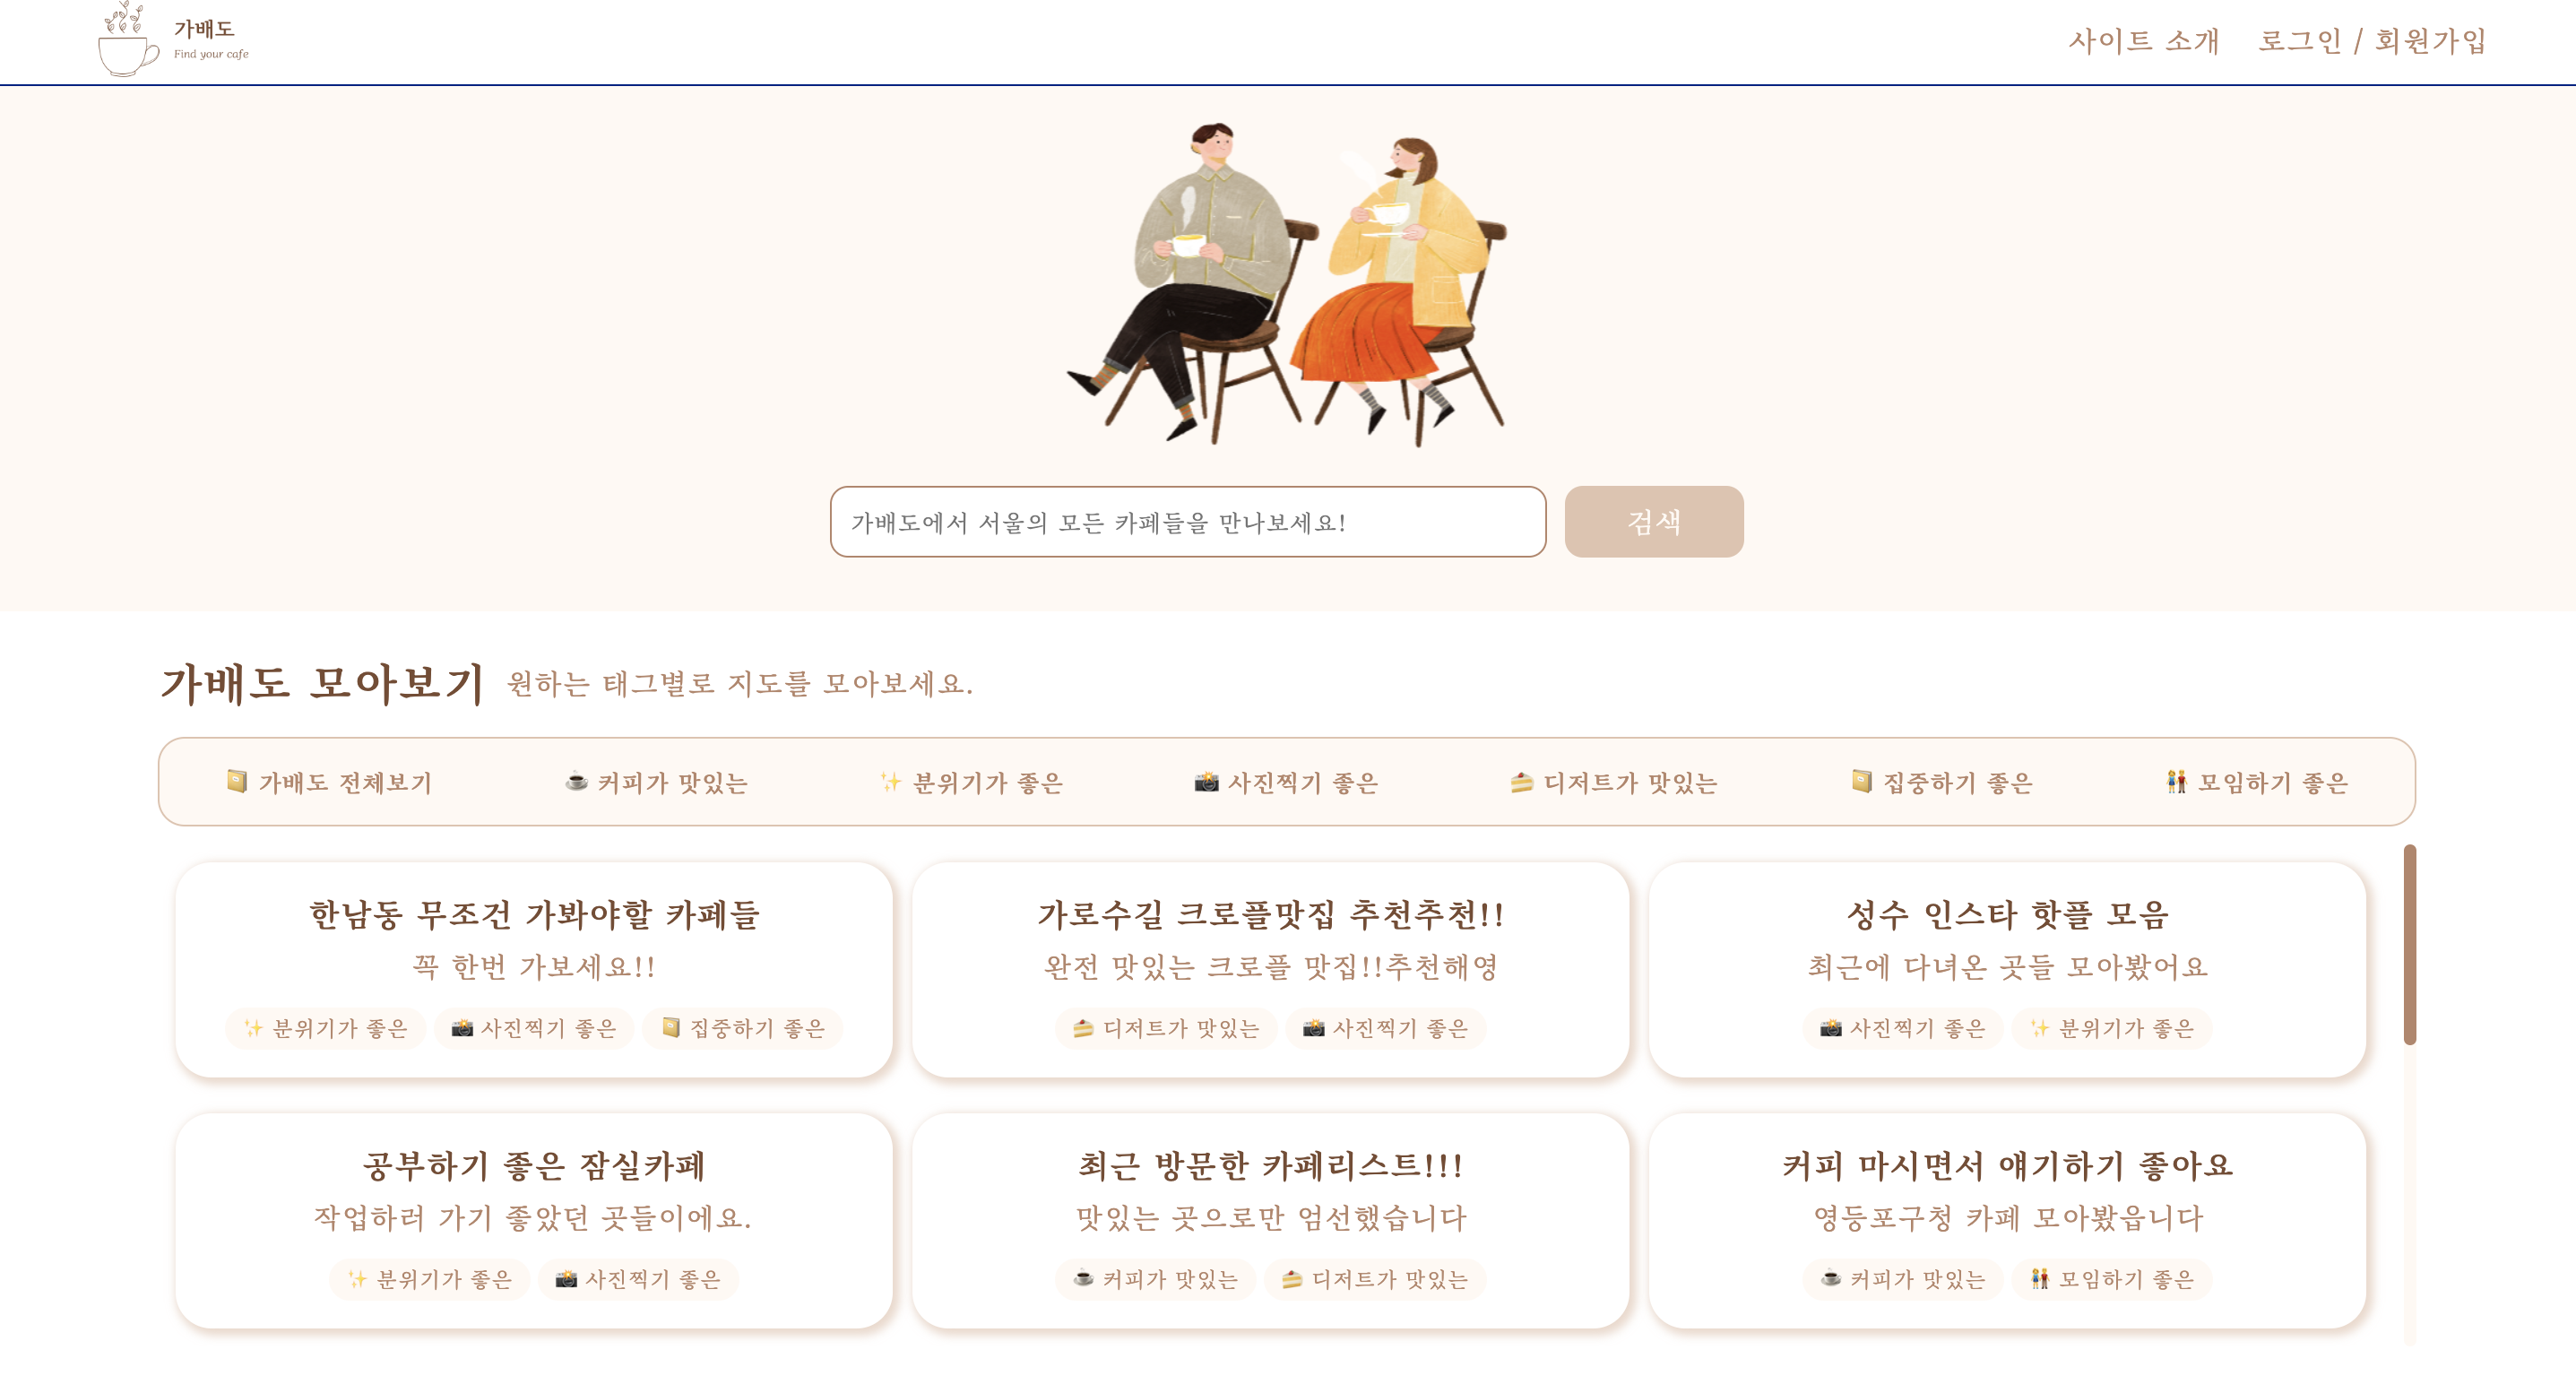 가배도
Find your cafe
사이트 소개 로그인 / 회원가입
가배도에서 서울의 모든 카페들을 만나보세요!
검색
가배도 모아보기 원하는 태그별로 지도를 모아보세요.
가배도 전체보기 커피가 맛있는 분위기가 좋은 사진찍기 좋은 디저트가 맛있는 집중하기 좋은 모임하기 좋은
한남동 무조건 가봐야할 카페들
꼭 한번 가보세요!!
분위기가 좋은 사진찍기 좋은 집중하기 좋은
가로수길 크로플맛집 추천추천!!
완전 맛있는 크로플 맛집!!추천해영
디저트가 맛있는 사진찍기 좋은
성수 인스타 핫플 모음
최근에 다녀온 곳들 모아봤어요
사진찍기 좋은 분위기가 좋은
공부하기 좋은 잠실카페
작업하러 가기 좋았던 곳들이에요.
분위기가 좋은 사진찍기 좋은
최근 방문한 카페리스트!!!
맛있는 곳으로만 엄선했습니다
커피가 맛있는 디저트가 맛있는
커피 마시면서 얘기하기 좋아요
영등포구청 카페 모아봤읍니다
커피가 맛있는 모임하기 좋은